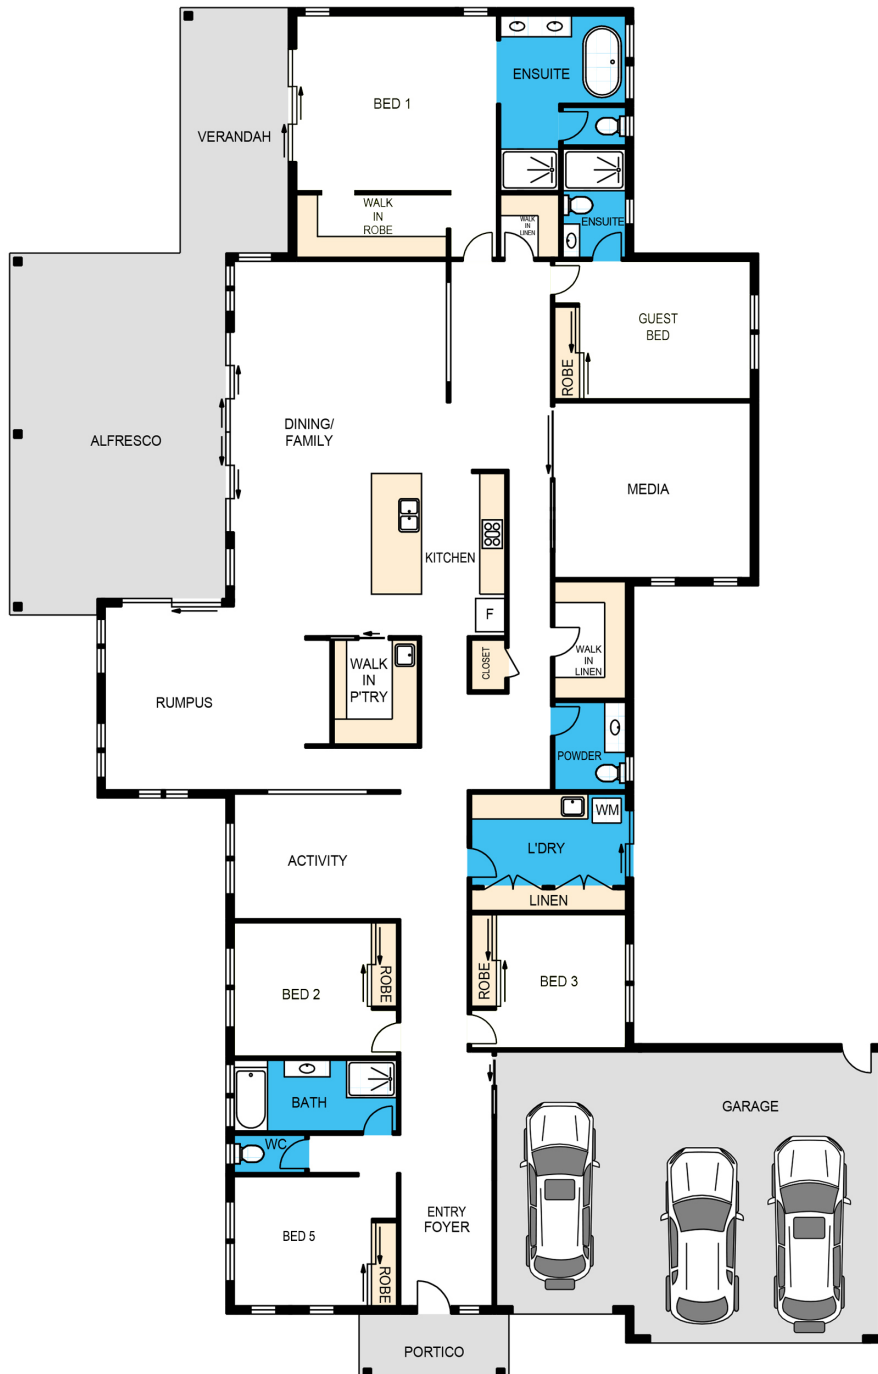 ENSUITE
BED 1
VERANDAH
WALK
IN
ROBE
WALK
IN
LINEN
ENSUITE
GUEST
BED
ROBE
DINING/
FAMILY
ALFRESCO
MEDIA
KITCHEN
F
CLOSET
WALK
IN
LINEN
WALK
IN
P'TRY
RUMPUS
POWDER
WM
L'DRY
ACTIVITY
LINEN
BED 2
ROBE
ROBE
BED 3
BATH
GARAGE
WC
ENTRY
FOYER
BED 5
ROBE
PORTICO